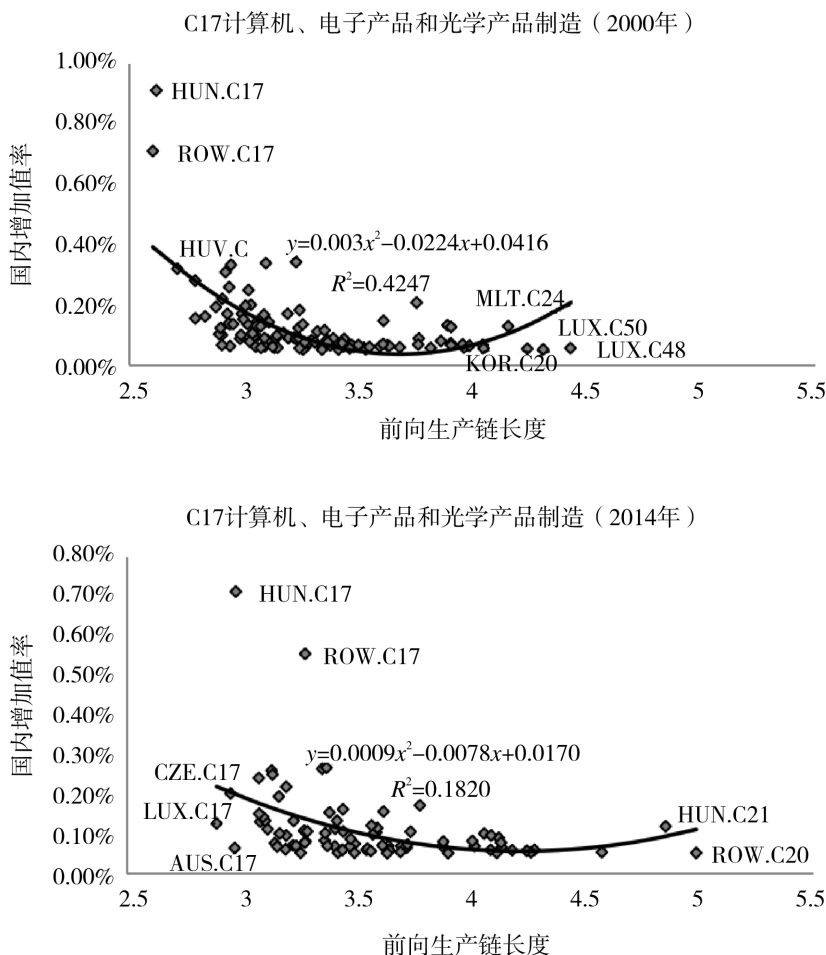 C17计算机、电子产品和光学产品制造（2000年）
1.00%
0.80%
0.60%
0.40%
0.20%
0.00%
国内增加值率
HUN.C17
ROW.C17
HUV.C
y=0.003x²−0.0224x+0.0416
R²=0.4247
MLT.C24
LUX.C50
LUX.C48
KOR.C20
2.5 3 3.5 4 4.5 5 5.5
前向生产链长度
C17计算机、电子产品和光学产品制造（2014年）
0.80%
0.70%
0.60%
0.50%
0.40%
0.30%
0.20%
0.10%
0.00%
国内增加值率
HUN.C17
ROW.C17
y=0.0009x²−0.0078x+0.0170
R²=0.1820
CZE.C17
LUX.C17
AUS.C17
HUN.C21
ROW.C20
2.5 3 3.5 4 4.5 5 5.5
前向生产链长度